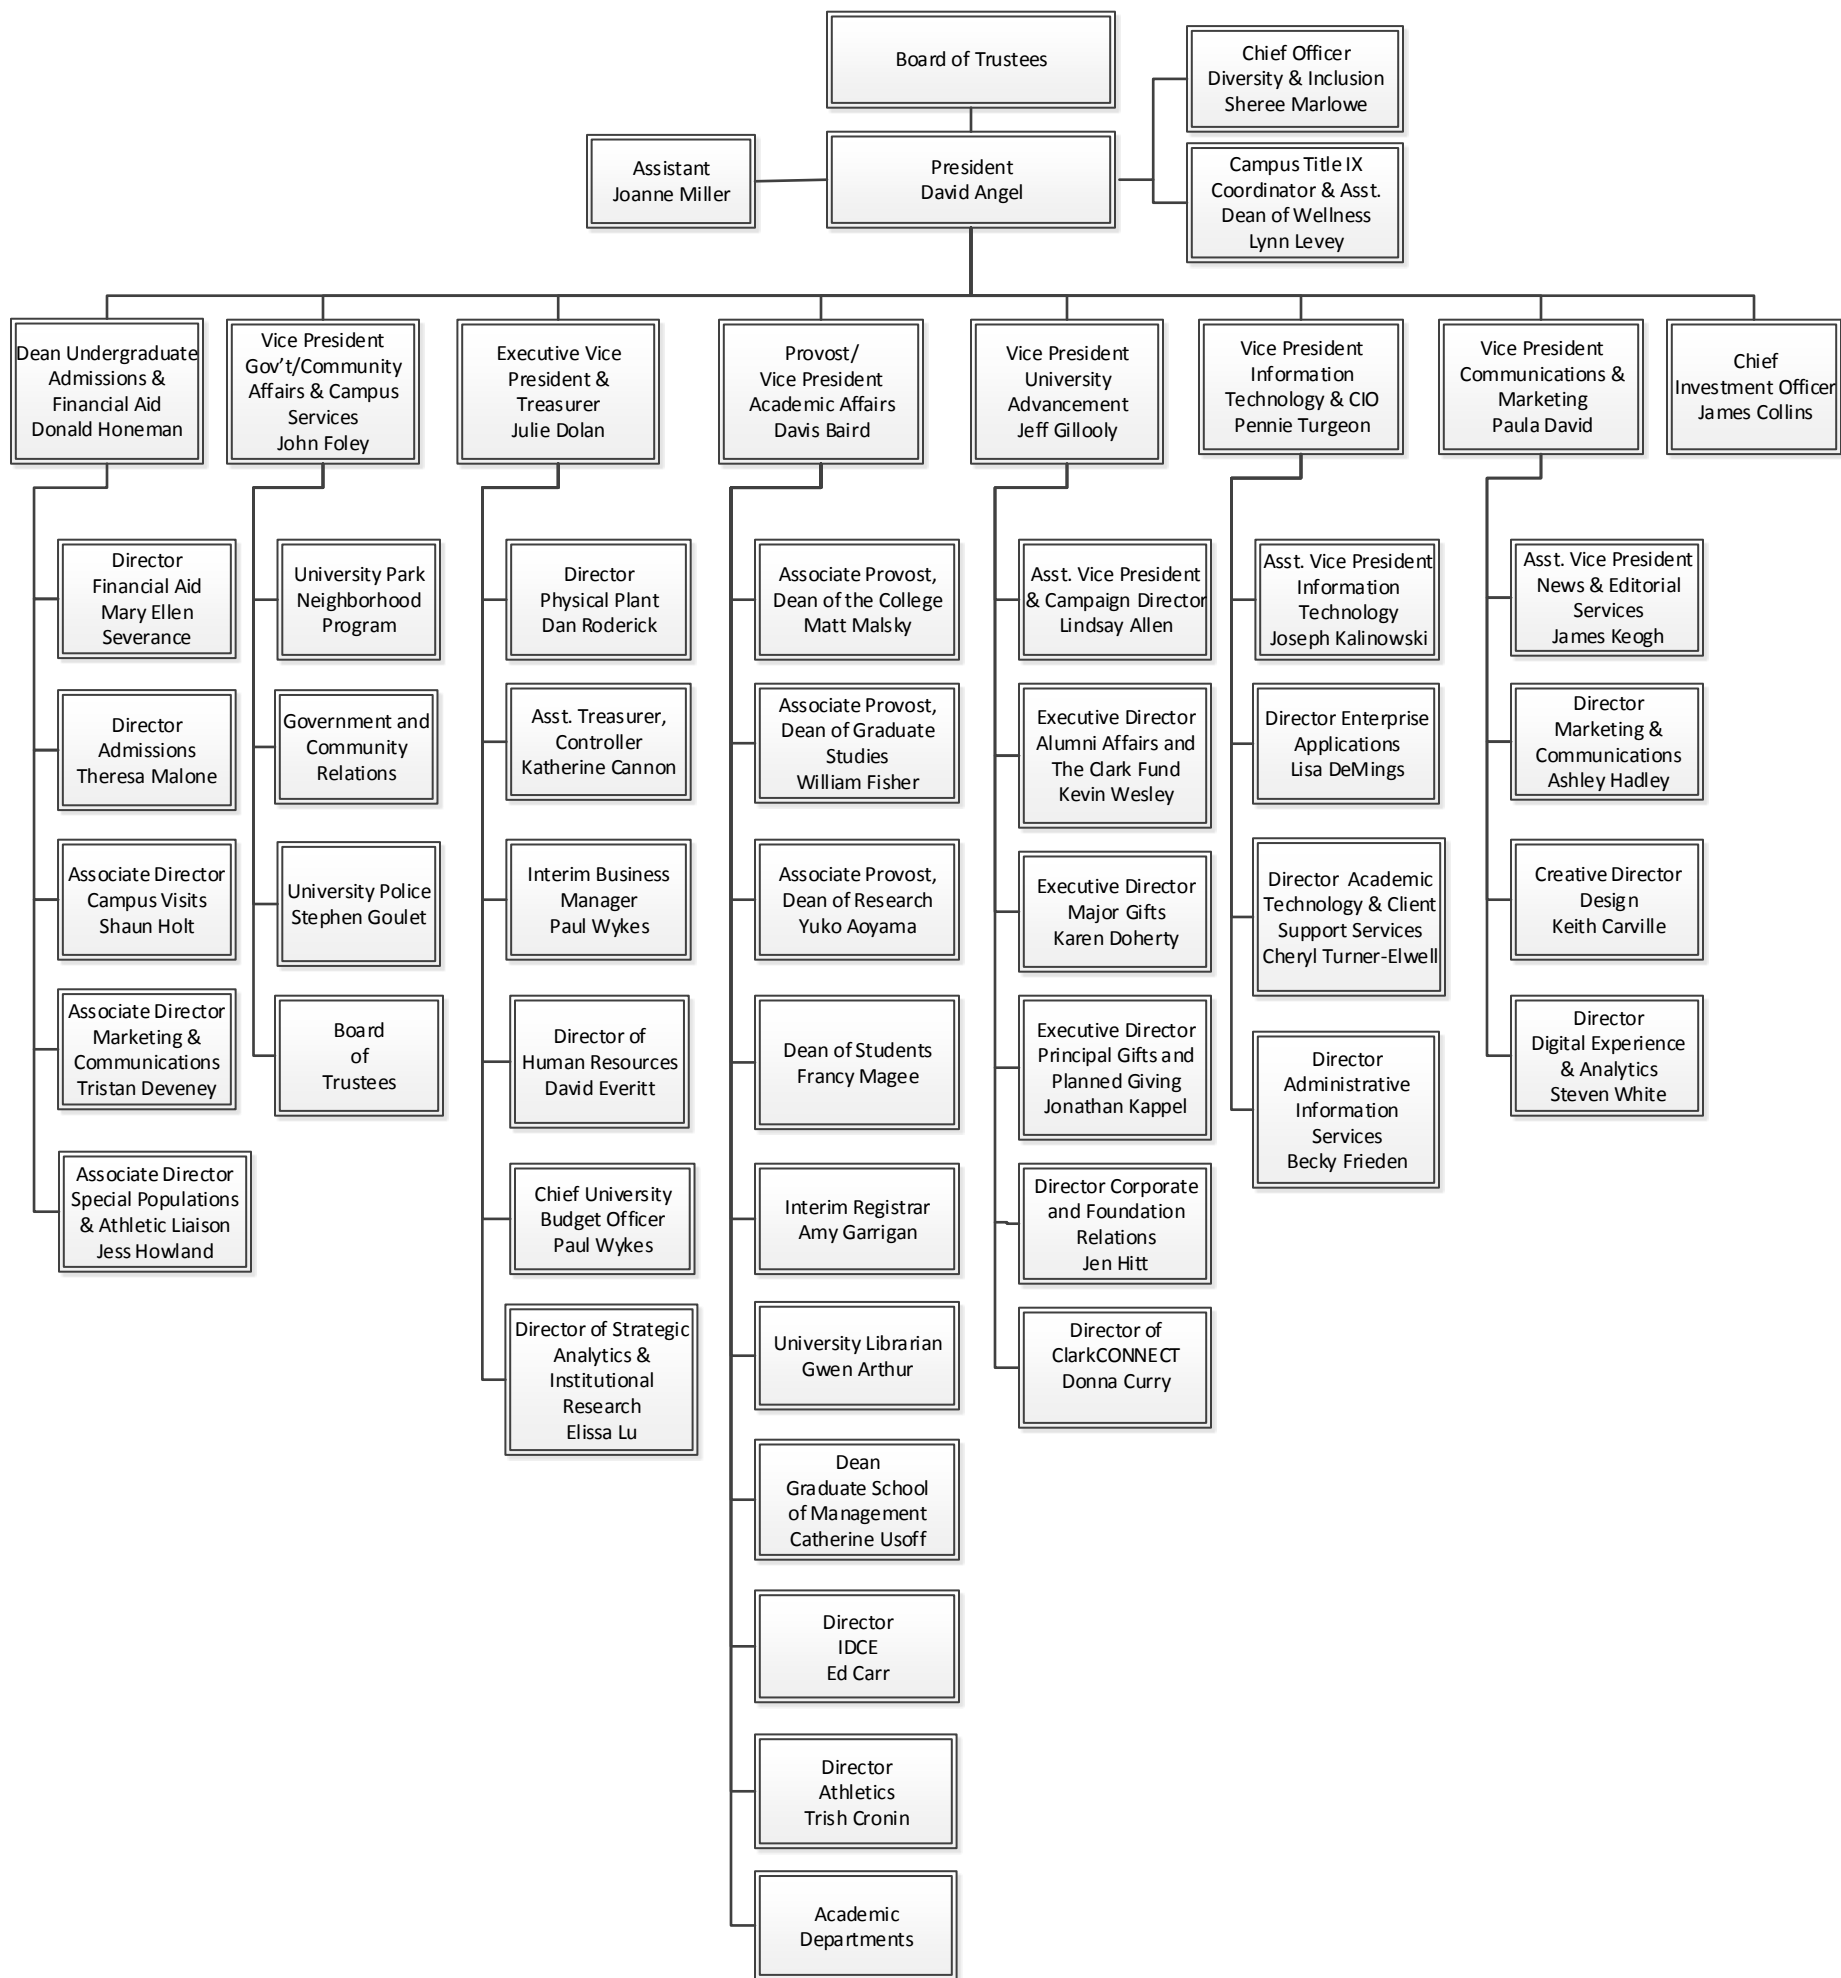 Board of Trustees
Chief Officer
Diversity & Inclusion
Sheree Marlowe
Assistant
Joanne Miller
President
David Angel
Campus Title IX
Coordinator & Asst.
Dean of Wellness
Lynn Levey
Dean Undergraduate
Admissions &
Financial Aid
Donald Honeman
Vice President
Gov't/Community
Affairs & Campus
Services
John Foley
Executive Vice
President &
Treasurer
Julie Dolan
Provost/
Vice President
Academic Affairs
Davis Baird
Vice President
University
Advancement
Jeff Gillooly
Vice President
Information
Technology & CIO
Pennie Turgeon
Vice President
Communications &
Marketing
Paula David
Chief
Investment Officer
James Collins
Director
Financial Aid
Mary Ellen
Severance
Director
Admissions
Theresa Malone
Associate Director
Campus Visits
Shaun Holt
Associate Director
Marketing &
Communications
Tristan Deveney
Associate Director
Special Populations
& Athletic Liaison
Jess Howland
University Park
Neighborhood
Program
Government and
Community
Relations
University Police
Stephen Goulet
Board
of
Trustees
Director
Physical Plant
Dan Roderick
Asst. Treasurer,
Controller
Katherine Cannon
Interim Business
Manager
Paul Wykes
Director of
Human Resources
David Everitt
Chief University
Budget Officer
Paul Wykes
Director of Strategic
Analytics &
Institutional
Research
Elissa Lu
Associate Provost,
Dean of the College
Matt Malsky
Associate Provost,
Dean of Graduate
Studies
William Fisher
Associate Provost,
Dean of Research
Yuko Aoyama
Dean of Students
Francy Magee
Interim Registrar
Amy Garrigan
University Librarian
Gwen Arthur
Dean
Graduate School
of Management
Catherine Usoff
Director
IDCE
Ed Carr
Director
Athletics
Trish Cronin
Academic
Departments
Asst. Vice President
& Campaign Director
Lindsay Allen
Executive Director
Alumni Affairs and
The Clark Fund
Kevin Wesley
Executive Director
Major Gifts
Karen Doherty
Executive Director
Principal Gifts and
Planned Giving
Jonathan Kappel
Director Corporate
and Foundation
Relations
Jen Hitt
Director of
ClarkCONNECT
Donna Curry
Asst. Vice President
Information
Technology
Joseph Kalinowski
Director Enterprise
Applications
Lisa DeMings
Director Academic
Technology & Client
Support Services
Cheryl Turner-Elwell
Director
Administrative
Information
Services
Becky Frieden
Asst. Vice President
News & Editorial
Services
James Keogh
Director
Marketing &
Communications
Ashley Hadley
Creative Director
Design
Keith Carville
Director
Digital Experience
& Analytics
Steven White